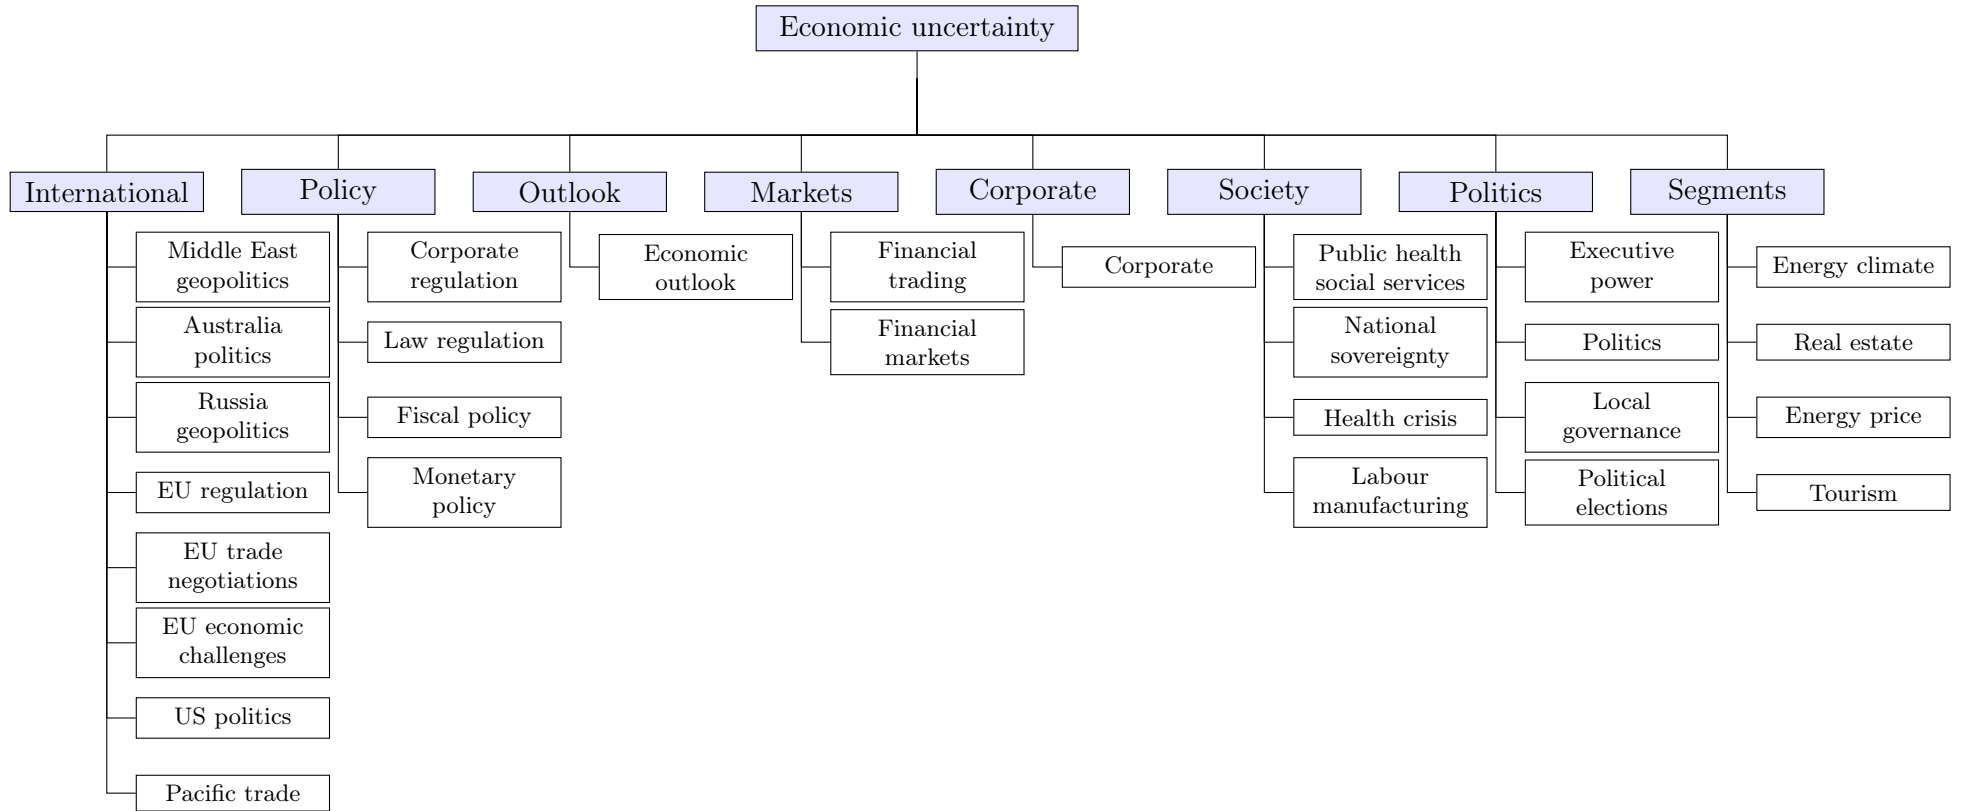 Economic uncertainty
International
Policy
Outlook
Markets
Corporate
Society
Politics
Segments
Middle East
geopolitics
Australia
politics
Russia
geopolitics
EU regulation
EU trade
negotiations
EU economic
challenges
US politics
Pacific trade
Corporate
regulation
Law regulation
Fiscal policy
Monetary
policy
Economic
outlook
Financial
trading
Financial
markets
Corporate
Public health
social services
National
sovereignty
Health crisis
Labour
manufacturing
Executive
power
Politics
Local
governance
Political
elections
Energy climate
Real estate
Energy price
Tourism